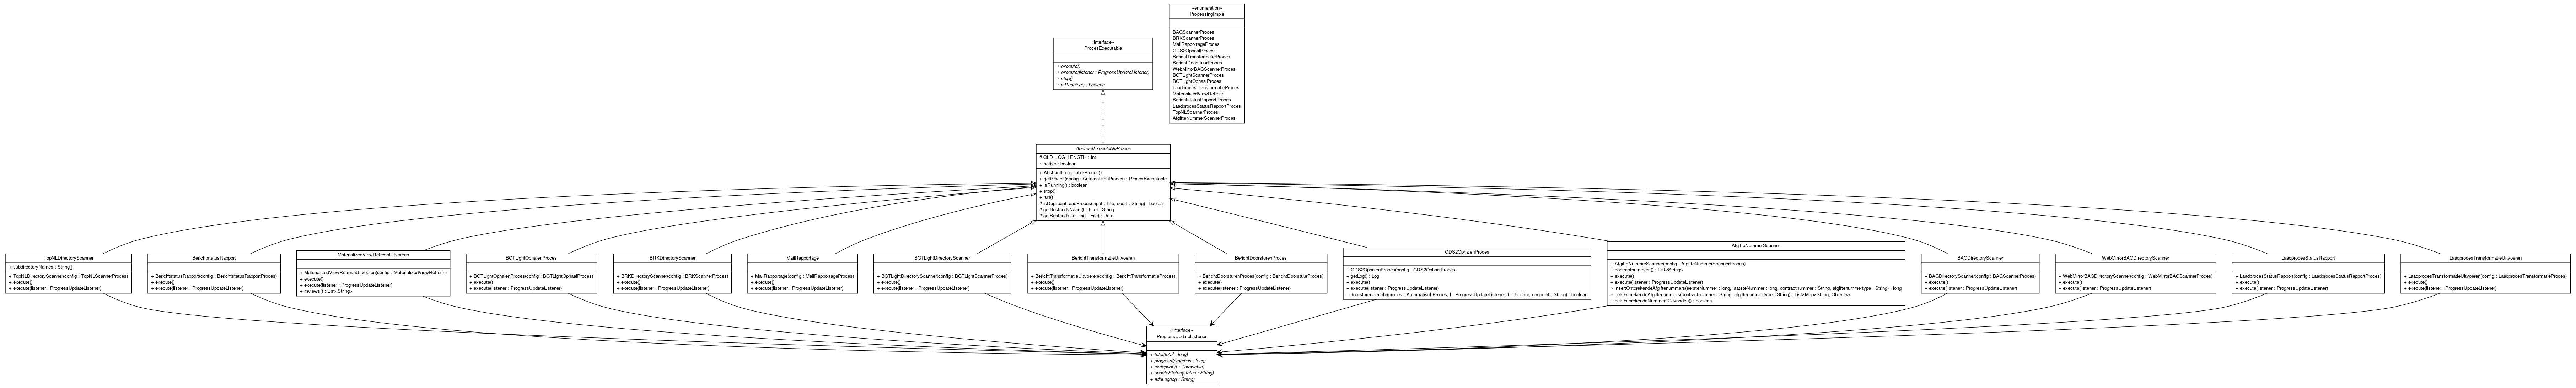 «enumeration»
ProcessingImple
BAGScannerProces
BRKScannerProces
MailRapportageProces
GDS2OphaalProces
BerichtTransformatieProces
BerichtDoorstuurProces
WebMirrorBAGScannerProces
BGTLightScannerProces
BGTLightOphaalProces
LaadprocesTransformatieProces
MaterializedViewRefresh
BerichtstatusRapportProces
LaadprocesStatusRapportProces
TopNLScannerProces
AfgifteNummerScannerProces
«interface»
ProcesExecutable
+ execute()
+ execute(listener : ProgressUpdateListener)
+ stop()
+ isRunning() : boolean
AbstractExecutableProces
# OLD_LOG_LENGTH : int
~ active : boolean
+ AbstractExecutableProces()
+ getProces(config : AutomatischProces) : ProcesExecutable
+ isRunning() : boolean
+ stop()
+ run()
# isDuplicaatLaadProces(input : File, soort : String) : boolean
# getBestandsNaam(f : File) : String
# getBestandsDatum(f : File) : Date
TopNLDirectoryScanner
+ subdirectoryNames : String[]
+ TopNLDirectoryScanner(config : TopNLScannerProces)
+ execute()
+ execute(listener : ProgressUpdateListener)
BerichtstatusRapport
+ BerichtstatusRapport(config : BerichtstatusRapportProces)
+ execute()
+ execute(listener : ProgressUpdateListener)
MaterializedViewRefreshUitvoeren
+ MaterializedViewRefreshUitvoeren(config : MaterializedViewRefresh)
+ execute()
+ execute(listener : ProgressUpdateListener)
+ mviews() : List<String>
BGTLightOphalenProces
+ BGTLightOphalenProces(config : BGTLightOphaalProces)
+ execute()
+ execute(listener : ProgressUpdateListener)
BRKDirectoryScanner
+ BRKDirectoryScanner(config : BRKScannerProces)
+ execute()
+ execute(listener : ProgressUpdateListener)
MailRapportage
+ MailRapportage(config : MailRapportageProces)
+ execute()
+ execute(listener : ProgressUpdateListener)
BGTLightDirectoryScanner
+ BGTLightDirectoryScanner(config : BGTLightScannerProces)
+ execute()
+ execute(listener : ProgressUpdateListener)
BerichtTransformatieUitvoeren
+ BerichtTransformatieUitvoeren(config : BerichtTransformatieProces)
+ execute()
+ execute(listener : ProgressUpdateListener)
BerichtDoorsturenProces
~ BerichtDoorsturenProces(config : BerichtDoorstuurProces)
+ execute()
+ execute(listener : ProgressUpdateListener)
GDS2OphalenProces
+ GDS2OphalenProces(config : GDS2OphaalProces)
+ getLog() : Log
+ execute()
+ execute(listener : ProgressUpdateListener)
+ doorsturenBericht(proces : AutomatischProces, l : ProgressUpdateListener, b : Bericht, endpoint : String) : boolean
AfgifteNummerScanner
+ AfgifteNummerScanner(config : AfgifteNummerScannerProces)
+ contractnummers() : List<String>
+ execute()
+ execute(listener : ProgressUpdateListener)
~ insertOntbrekendeAfgiftenummers(eersteNummer : long, laatsteNummer : long, contractnummer : String, afgiftenummertype : String) : long
~ getOntbrekendeAfgiftenummers(contractnummer : String, afgiftenummertype : String) : List<Map<String, Object>>
+ getOntbrekendeNummersGevonden() : boolean
BAGDirectoryScanner
+ BAGDirectoryScanner(config : BAGScannerProces)
+ execute()
+ execute(listener : ProgressUpdateListener)
WebMirrorBAGDirectoryScanner
+ WebMirrorBAGDirectoryScanner(config : WebMirrorBAGScannerProces)
+ execute()
+ execute(listener : ProgressUpdateListener)
LaadprocesStatusRapport
+ LaadprocesStatusRapport(config : LaadprocesStatusRapportProces)
+ execute()
+ execute(listener : ProgressUpdateListener)
LaadprocesTransformatieUitvoeren
+ LaadprocesTransformatieUitvoeren(config : LaadprocesTransformatieProces)
+ execute()
+ execute(listener : ProgressUpdateListener)
«interface»
ProgressUpdateListener
+ total(total : long)
+ progress(progress : long)
+ exception(t : Throwable)
+ updateStatus(status : String)
+ addLog(log : String)